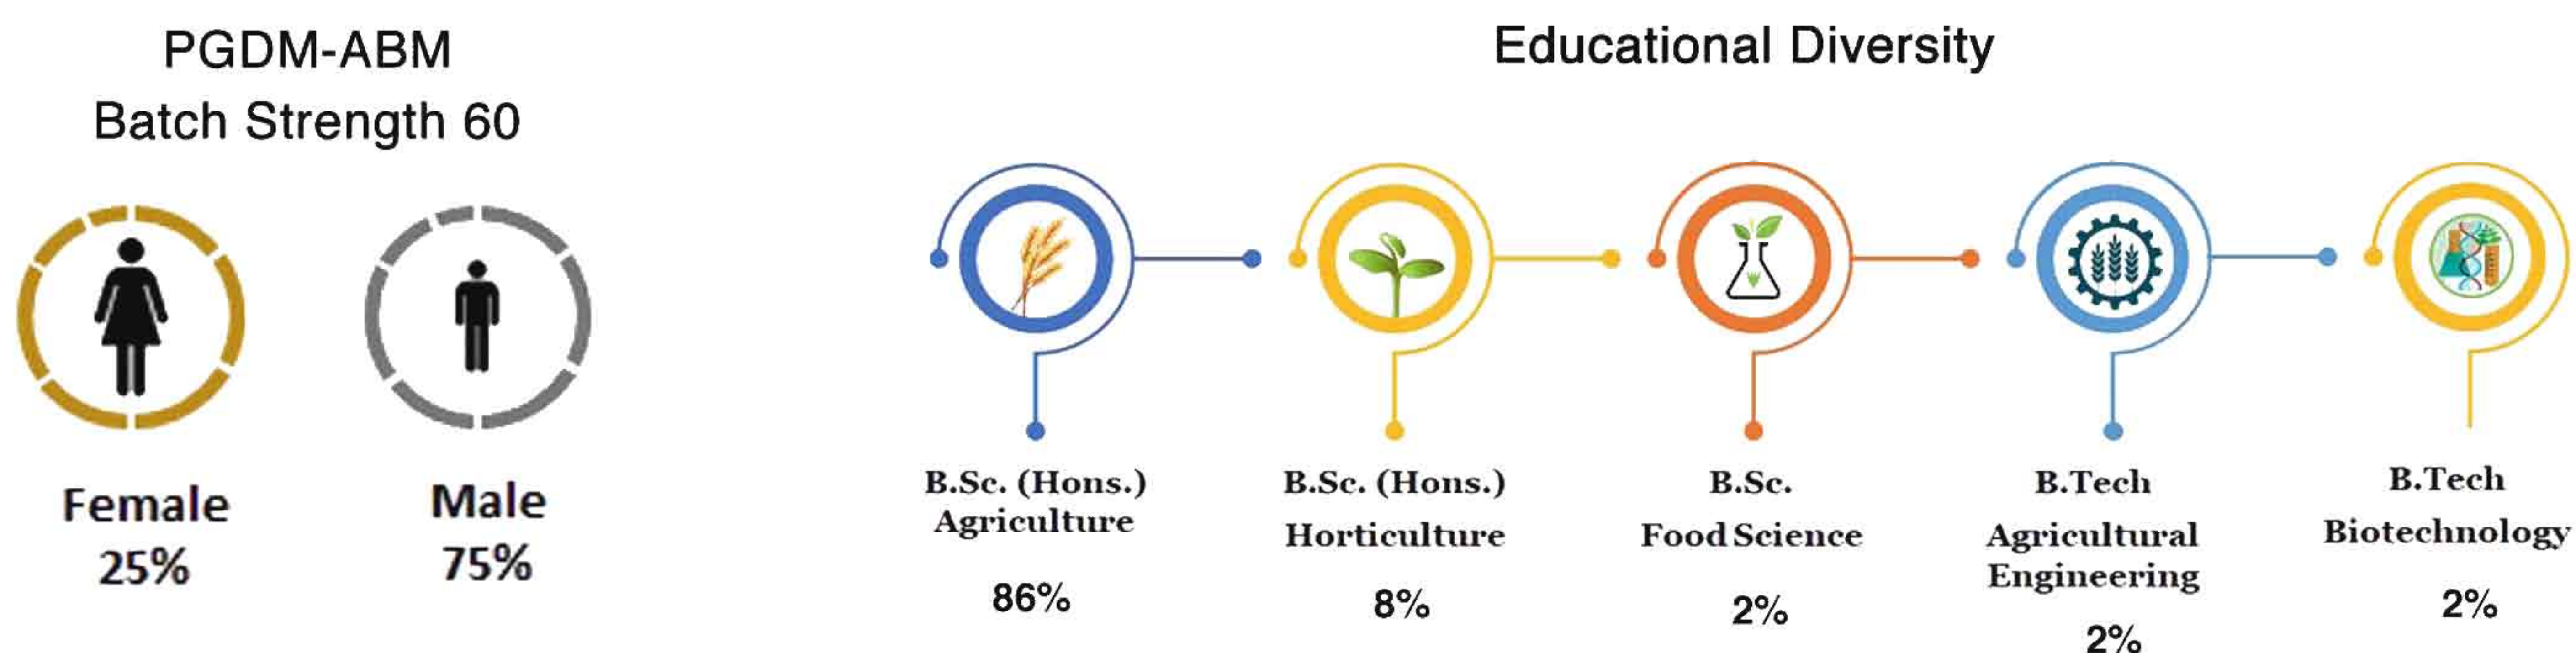 PGDM-ABM
Batch Strength 60
Female
25%
Male
75%
Educational Diversity
B.Sc. (Hons.)
Agriculture
86%
B.Sc. (Hons.)
Horticulture
8%
B.Sc.
Food Science
2%
B.Tech
Agricultural
Engineering
2%
B.Tech
Biotechnology
2%